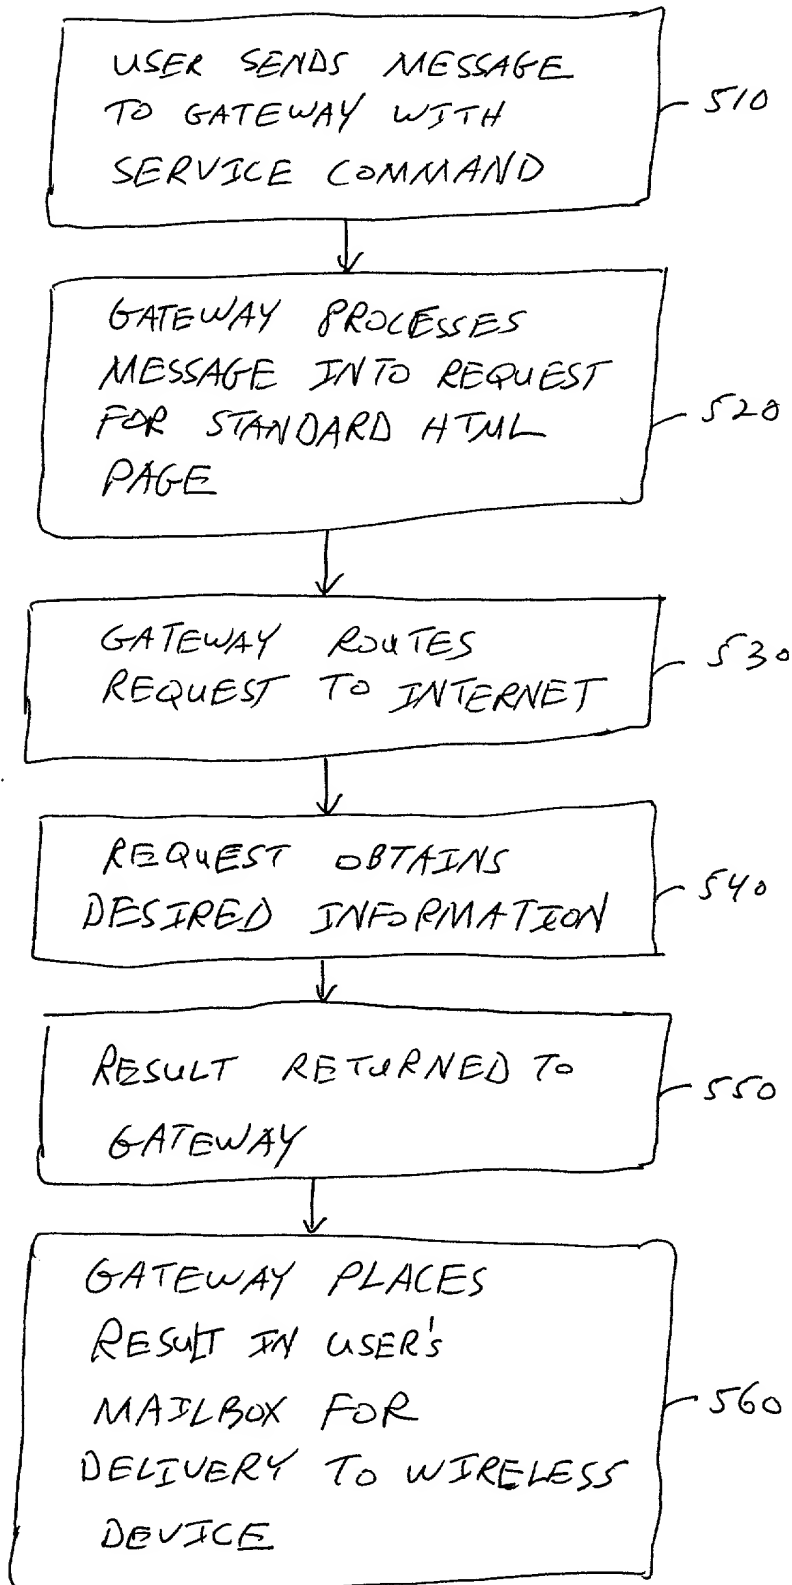 USER SENDS MESSAGE
TO GATEWAY WITH
SERVICE COMMAND
510
GATEWAY PROCESSES
MESSAGE INTO REQUEST
FOR STANDARD HTML
PAGE
520
GATEWAY ROUTES
REQUEST TO INTERNET
530
REQUEST OBTAINS
DESIRED INFORMATION
540
RESULT RETURNED TO
GATEWAY
550
GATEWAY PLACES
RESULT IN USER'S
MAILBOX FOR
DELIVERY TO WIRELESS
DEVICE
560